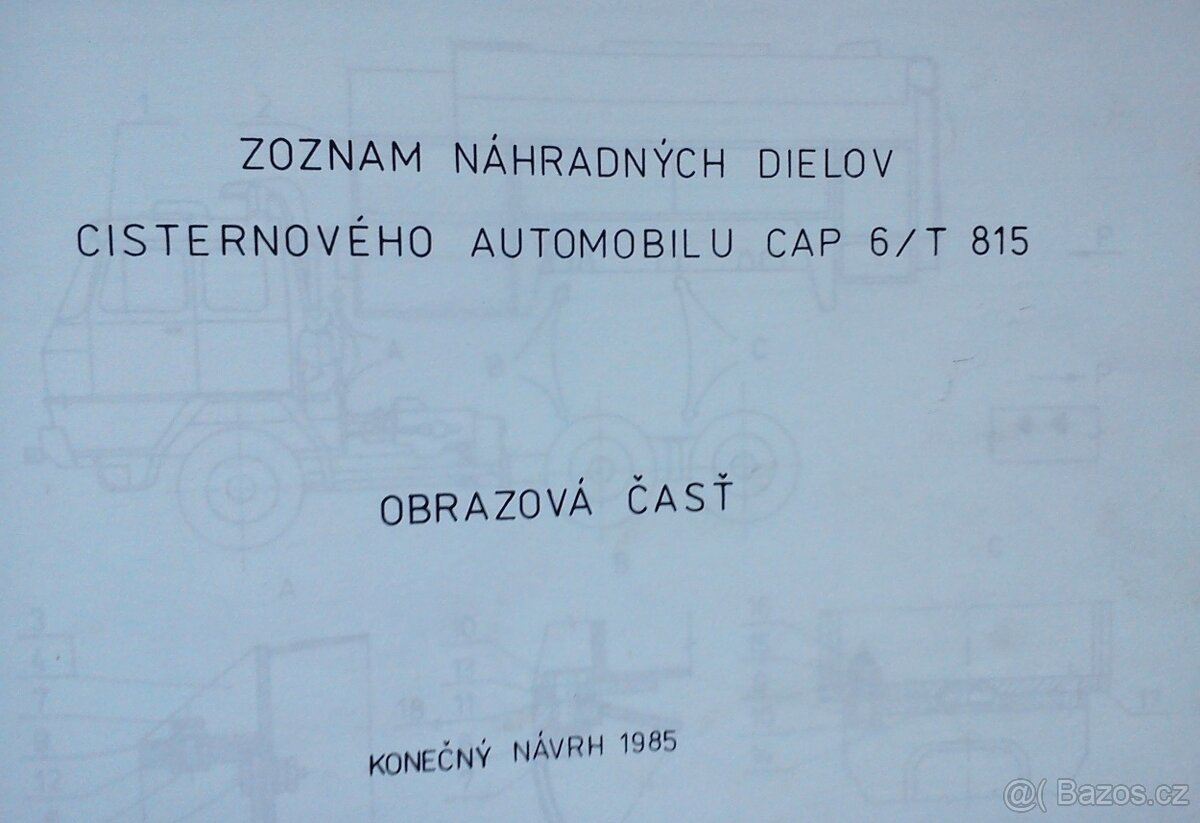 ZOZNAM NÁHRADNÝCH DIELOV
CISTERNOVÉHO AUTOMOBILU CAP 6/T 815
OBRAZOVÁ ČASŤ
KONEČNÝ NÁVRH 1985
@( Bazos.cz